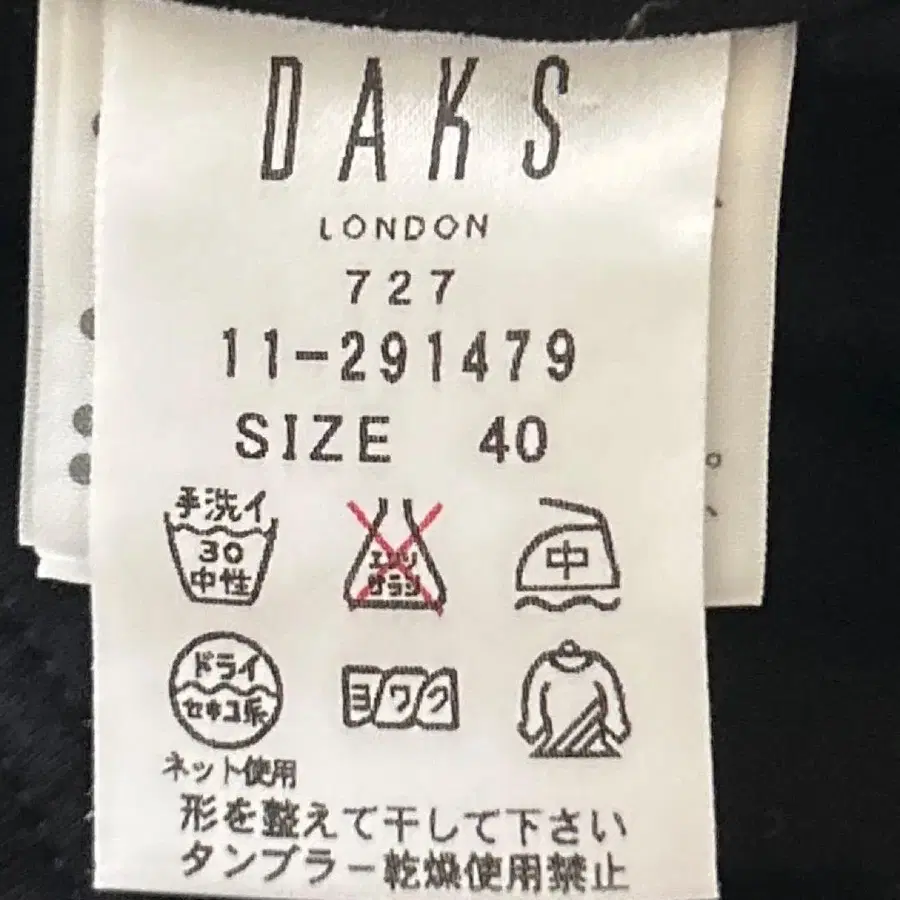 DAKS
LONDON
727
11-291479
SIZE 40
手洗イ
30
中性
エンソ
サラシ
中
ドライ
セキユ系
ヨワク
ネット使用
形を整えて干して下さい
タンブラー乾燥使用禁止